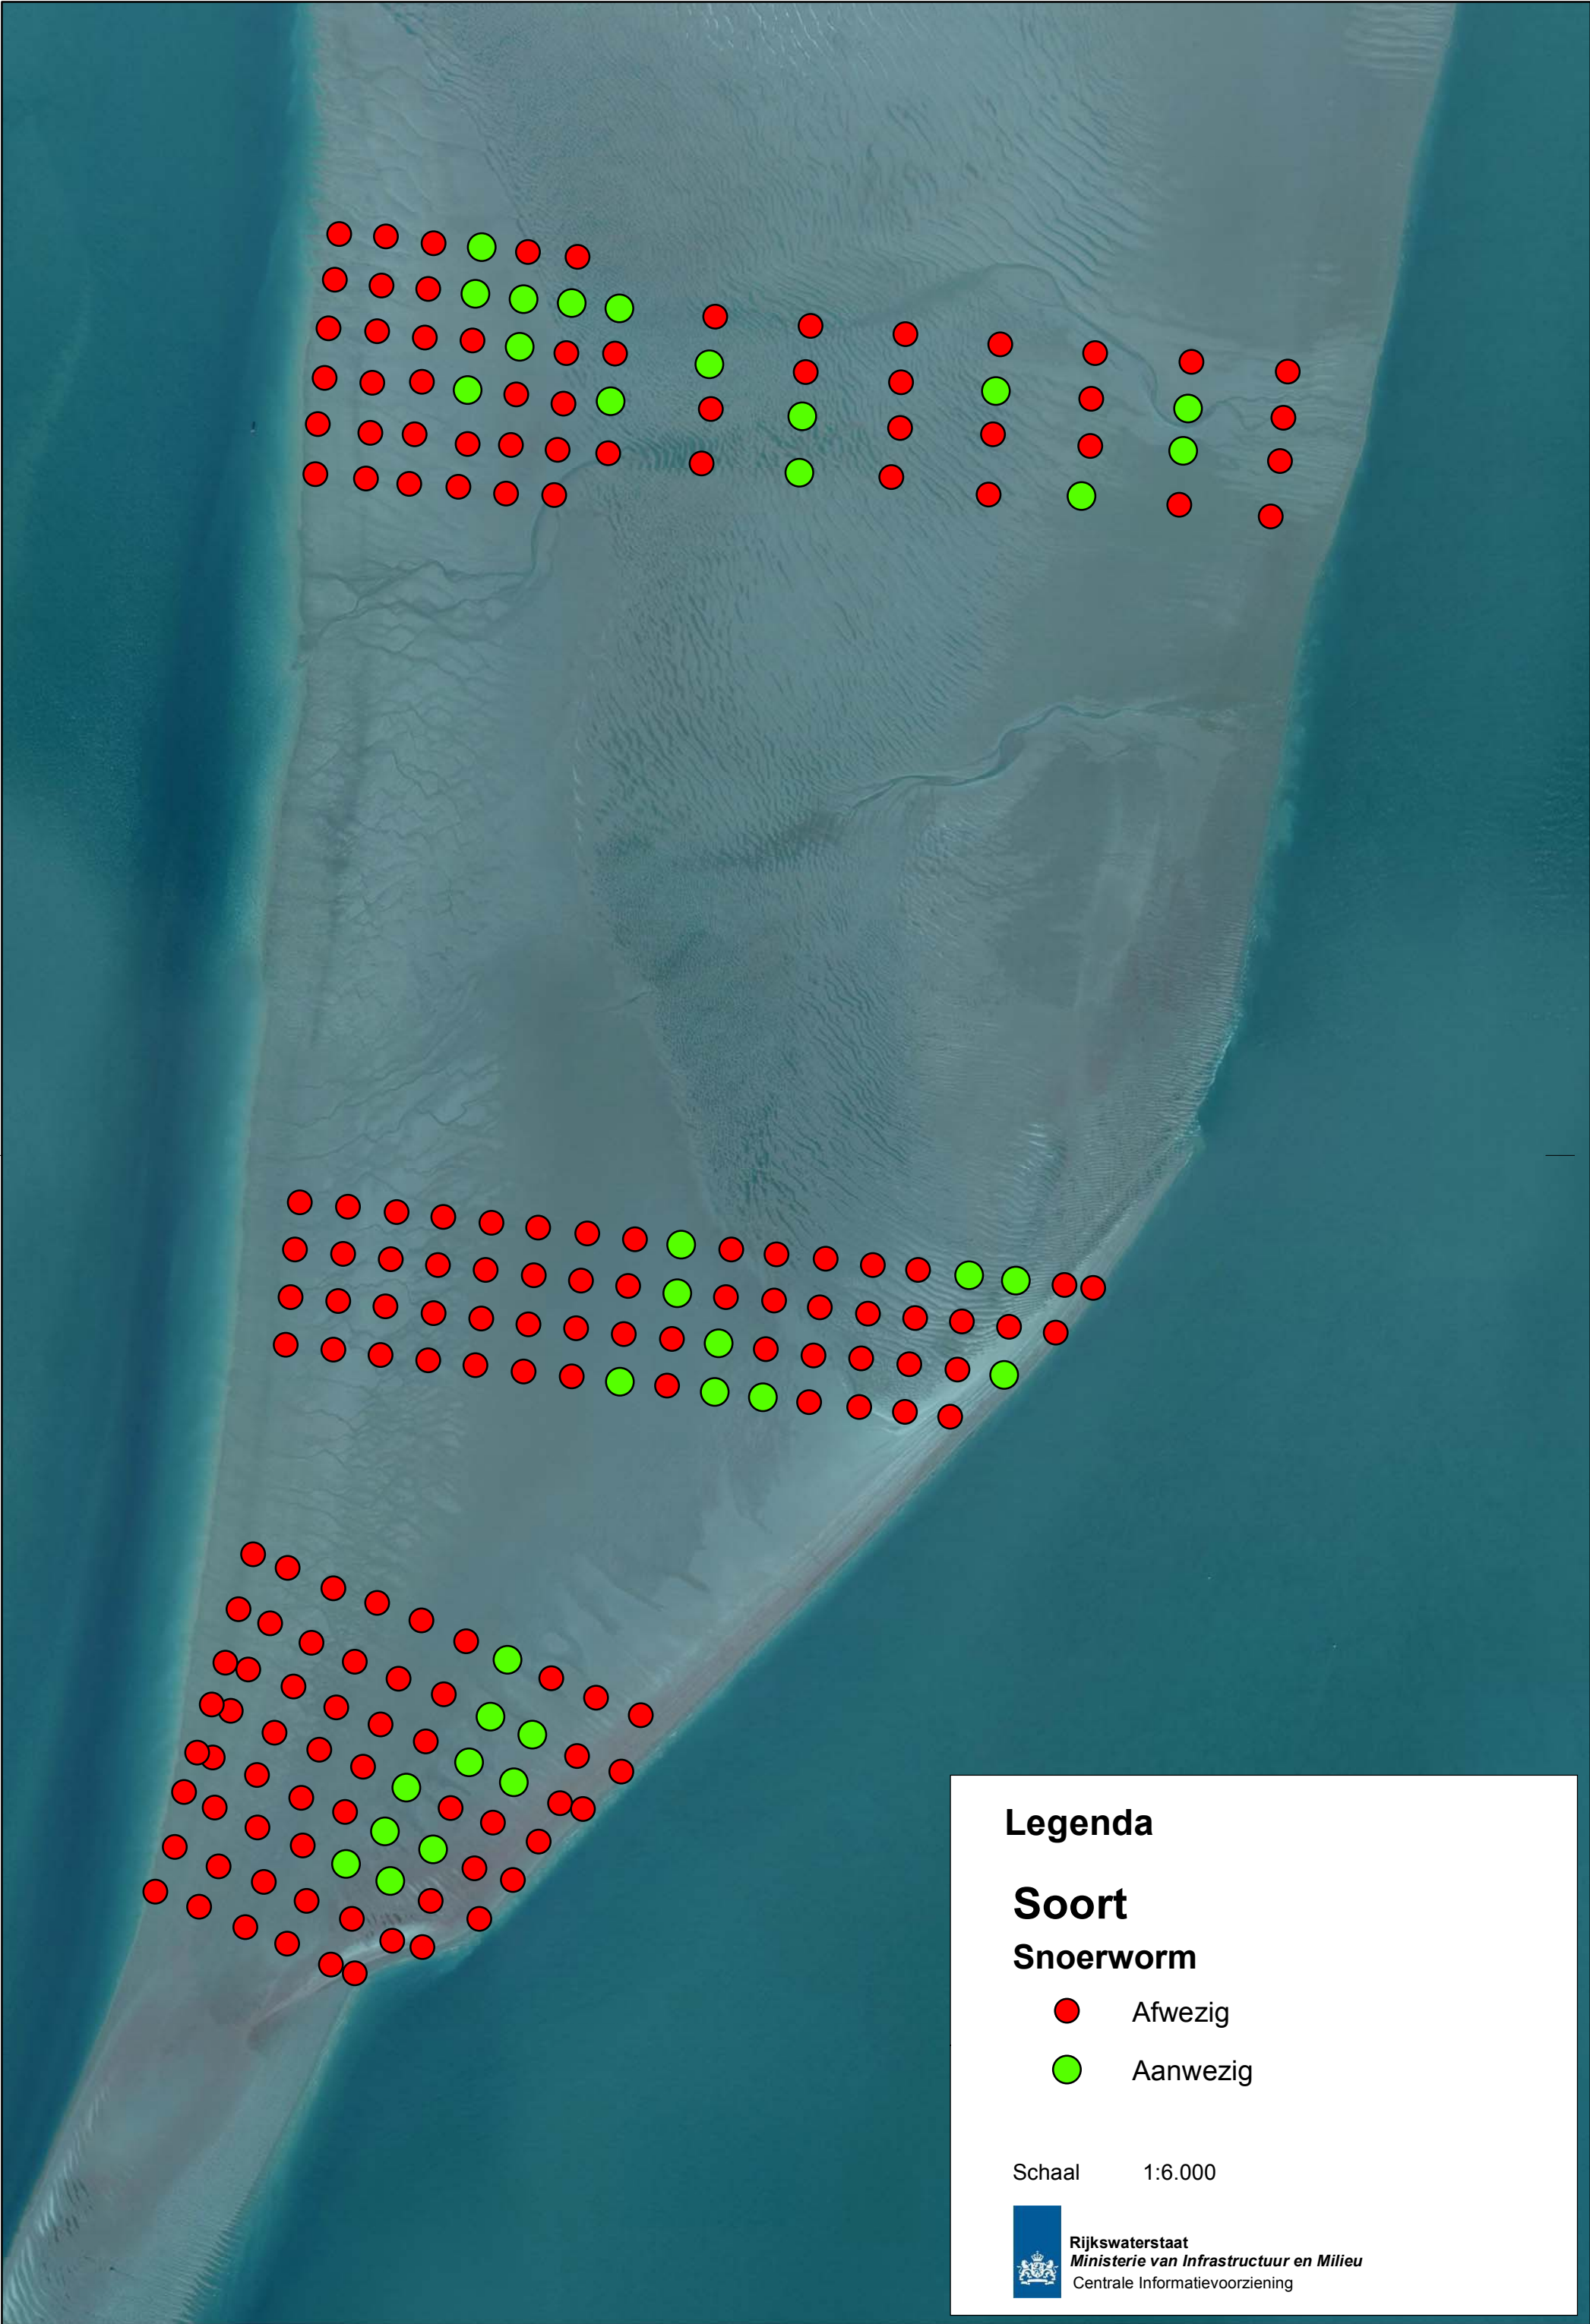 Legenda
Soort
Snoerworm
Afwezig
Aanwezig
Schaal 1:6.000
Rijkswaterstaat
Ministerie van Infrastructuur en Milieu
Centrale Informatievoorziening